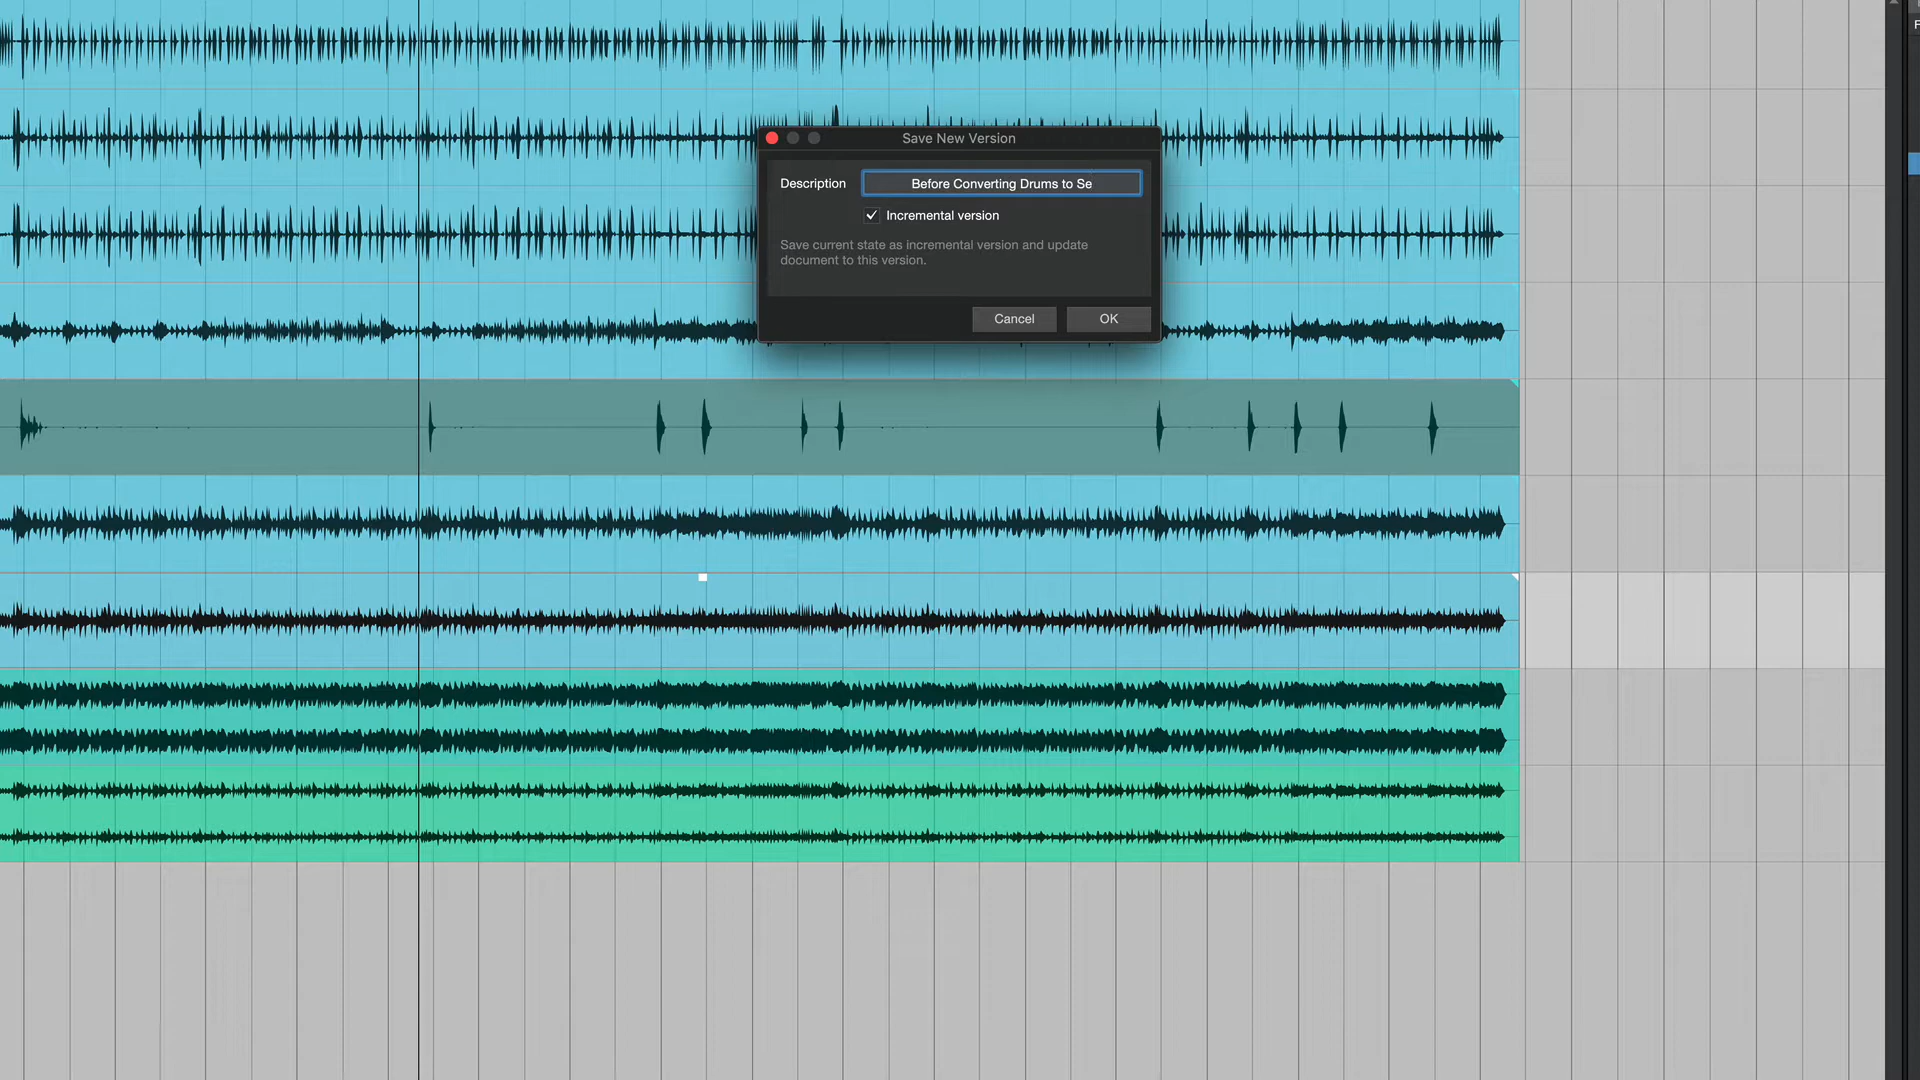 Save New Version
Description
Before Converting Drums to Se
Incremental version
Save current state as incremental version and update
document to this version.
Cancel
OK